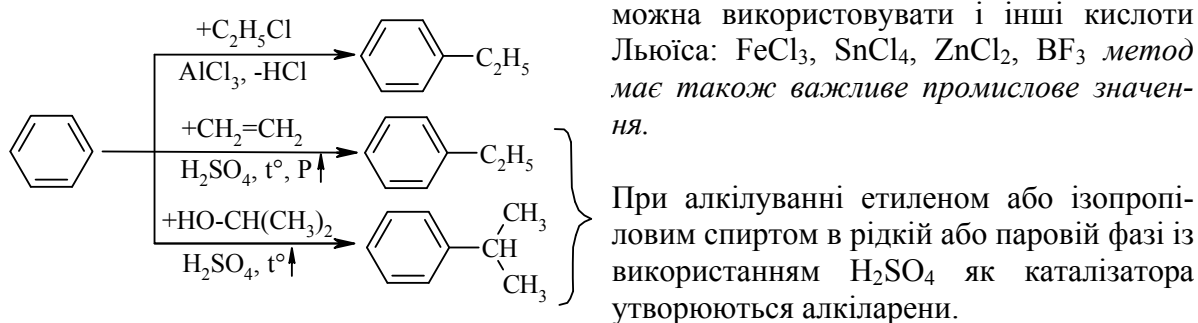 +C₂H₅Cl
AlCl₃, -HCl
C₂H₅
+CH₂=CH₂
H₂SO₄, t°, P
C₂H₅
+HO-CH(CH₃)₂
H₂SO₄, t°
CH₃
CH
CH₃
можна використовувати і інші кислоти
Льюїса: FeCl₃, SnCl₄, ZnCl₂, BF₃ метод
має також важливе промислове значен-
ня.
При алкілуванні етиленом або ізопропі-
ловим спиртом в рідкій або паровій фазі із
використанням H₂SO₄ як каталізатора
утворюються алкіларени.